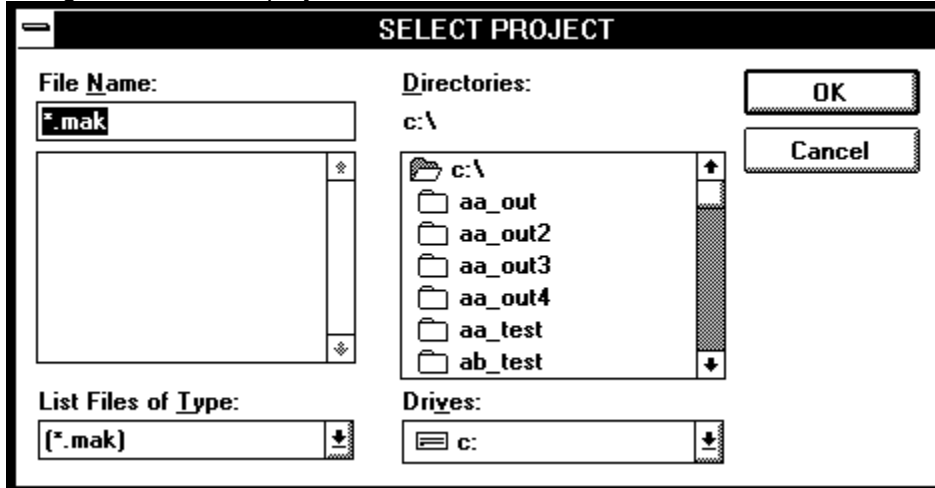 SELECT PROJECT
File Name:
*.mak
Directories:
c:\
OK
Cancel
c:\
aa_out
aa_out2
aa_out3
aa_out4
aa_test
ab_test
List Files of Type:
(*.mak)
Drives:
c: